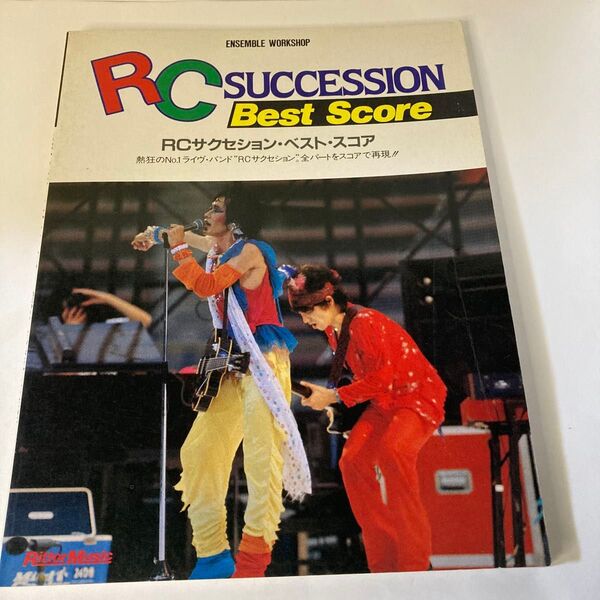 ENSEMBLE WORKSHOP
RC SUCCESSION
Best Score
RCサクセション・ベスト・スコア
熱狂のNo.1ライヴ・バンド"RCサクセション"。全パートをスコアで再現!!
Rittor Music